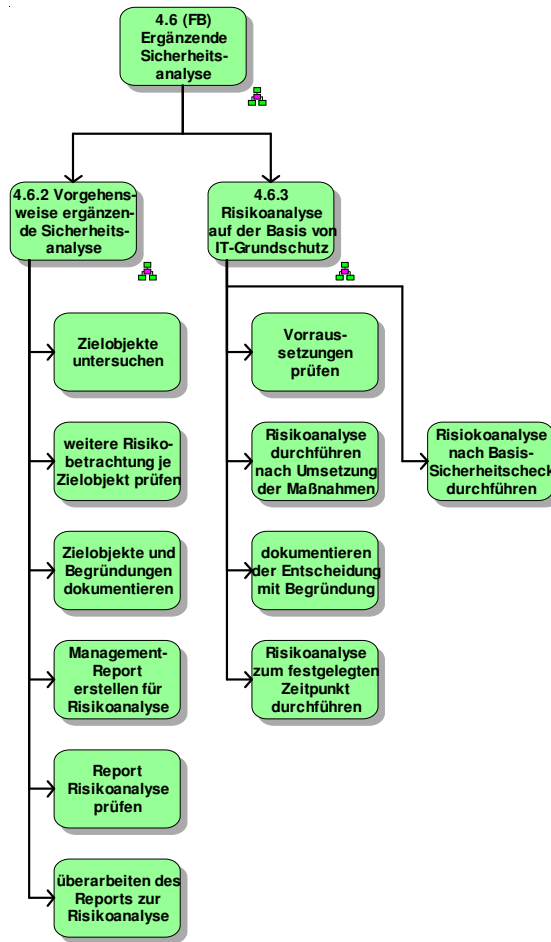 4.6 (FB)
Ergänzende
Sicherheits-
analyse
4.6.2 Vorgehens-
weise ergänzen-
de Sicherheits-
analyse
4.6.3
Risikoanalyse
auf der Basis von
IT-Grundschutz
Zielobjekte
untersuchen
weitere Risiko-
betrachtung je
Zielobjekt prüfen
Zielobjekte und
Begründungen
dokumentieren
Management-
Report
erstellen für
Risikoanalyse
Report
Risikoanalyse
prüfen
überarbeiten des
Reports zur
Risikoanalyse
Vorraus-
setzungen
prüfen
Risikoanalyse
durchführen
nach Umsetzung
der Maßnahmen
dokumentieren
der Entscheidung
mit Begründung
Risikoanalyse
zum festgelegten
Zeitpunkt
durchführen
Risiokoanalyse
nach Basis-
Sicherheitscheck
durchführen